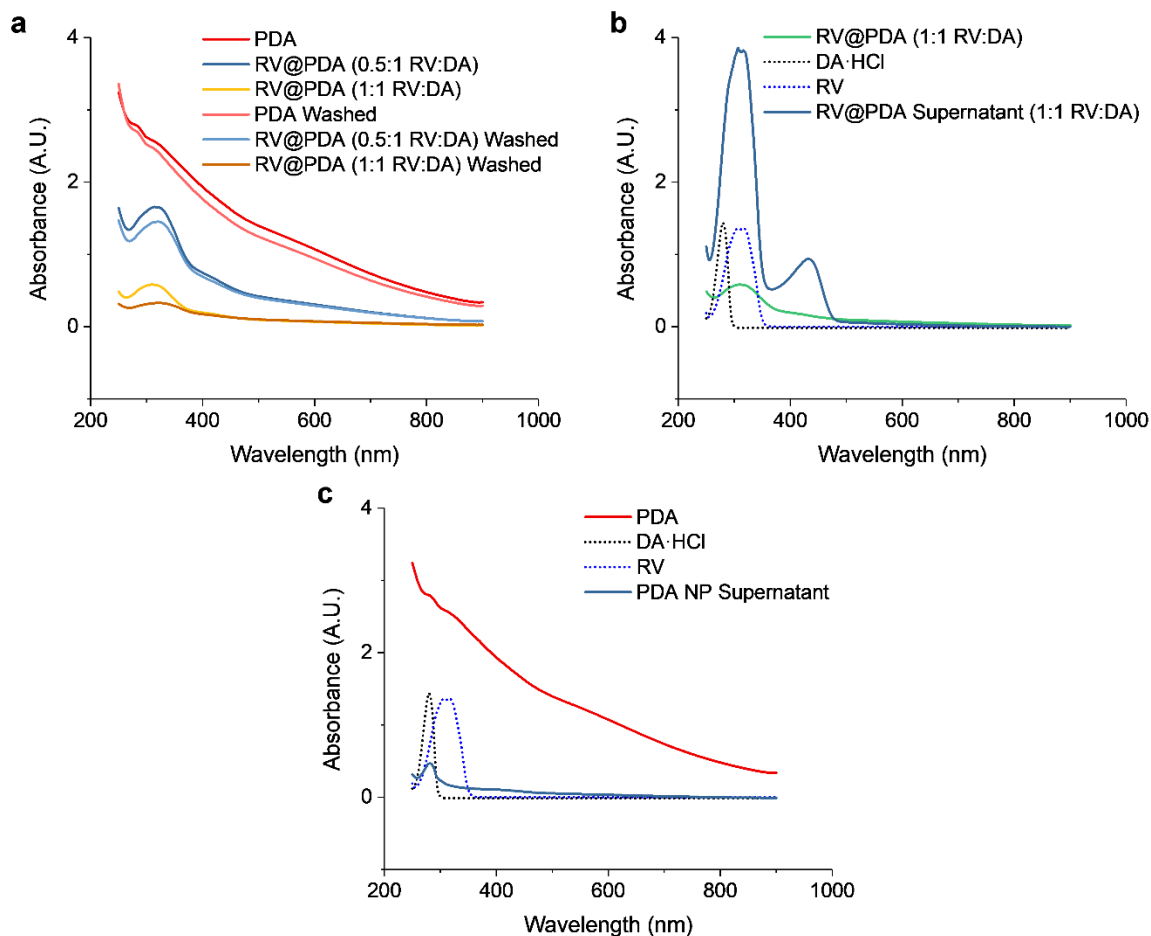 a
4
2
0
Absorbance (A.U.)
PDA
RV@PDA (0.5:1 RV:DA)
RV@PDA (1:1 RV:DA)
PDA Washed
RV@PDA (0.5:1 RV:DA) Washed
RV@PDA (1:1 RV:DA) Washed
200 400 600 800 1000
Wavelength (nm)
b
4
2
0
Absorbance (A.U.)
RV@PDA (1:1 RV:DA)
DA·HCl
RV
RV@PDA Supernatant (1:1 RV:DA)
200 400 600 800 1000
Wavelength (nm)
c
4
2
0
Absorbance (A.U.)
PDA
DA·HCl
RV
PDA NP Supernatant
200 400 600 800 1000
Wavelength (nm)